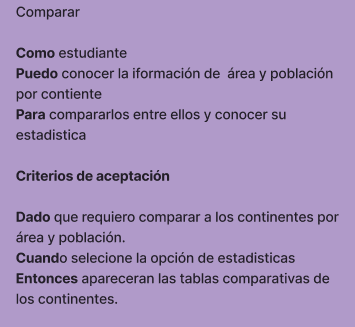 Comparar
Como estudiante
Puedo conocer la iformación de área y población
por contiente
Para compararlos entre ellos y conocer su
estadistica
Criterios de aceptación
Dado que requiero comparar a los continentes por
área y población.
Cuando selecione la opción de estadisticas
Entonces apareceran las tablas comparativas de
los continentes.